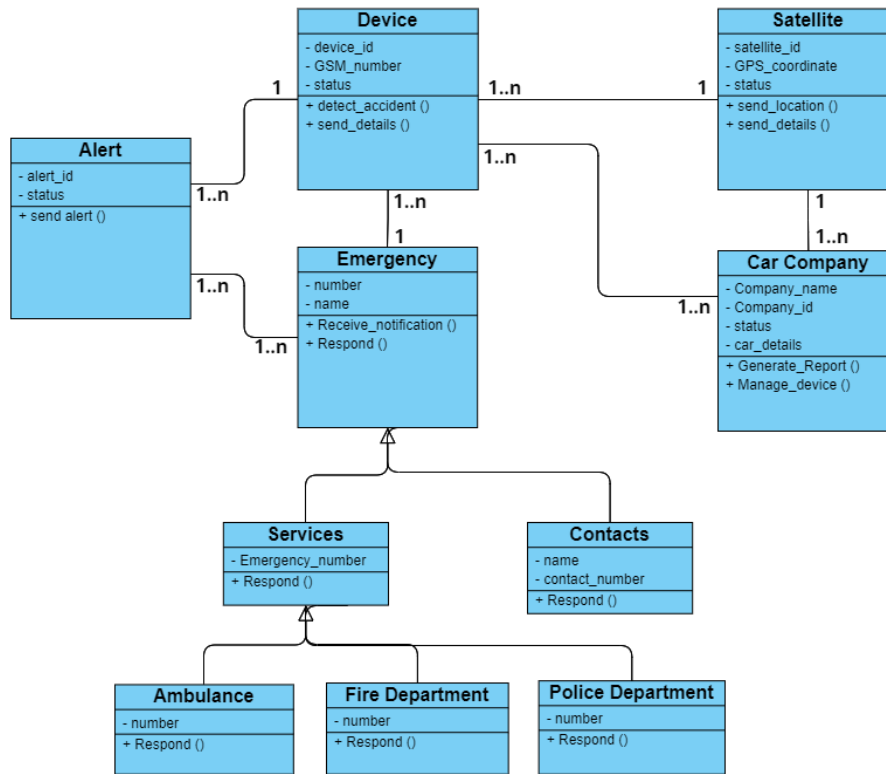 Device
- device_id
- GSM_number
- status
+ detect_accident ()
+ send_details ()
Satellite
- satellite_id
- GPS_coordinate
- status
+ send_location ()
+ send_details ()
1
1..n
1
Alert
- alert_id
- status
+ send alert ()
1..n
1..n
1..n
1
1
1..n
Emergency
- number
- name
+ Receive_notification ()
+ Respond ()
Car Company
- Company_name
- Company_id
- status
- car_details
+ Generate_Report ()
+ Manage_device ()
1..n
1..n
1..n
Services
- Emergency_number
+ Respond ()
Contacts
- name
- contact_number
+ Respond ()
Ambulance
- number
+ Respond ()
Fire Department
- number
+ Respond ()
Police Department
- number
+ Respond ()